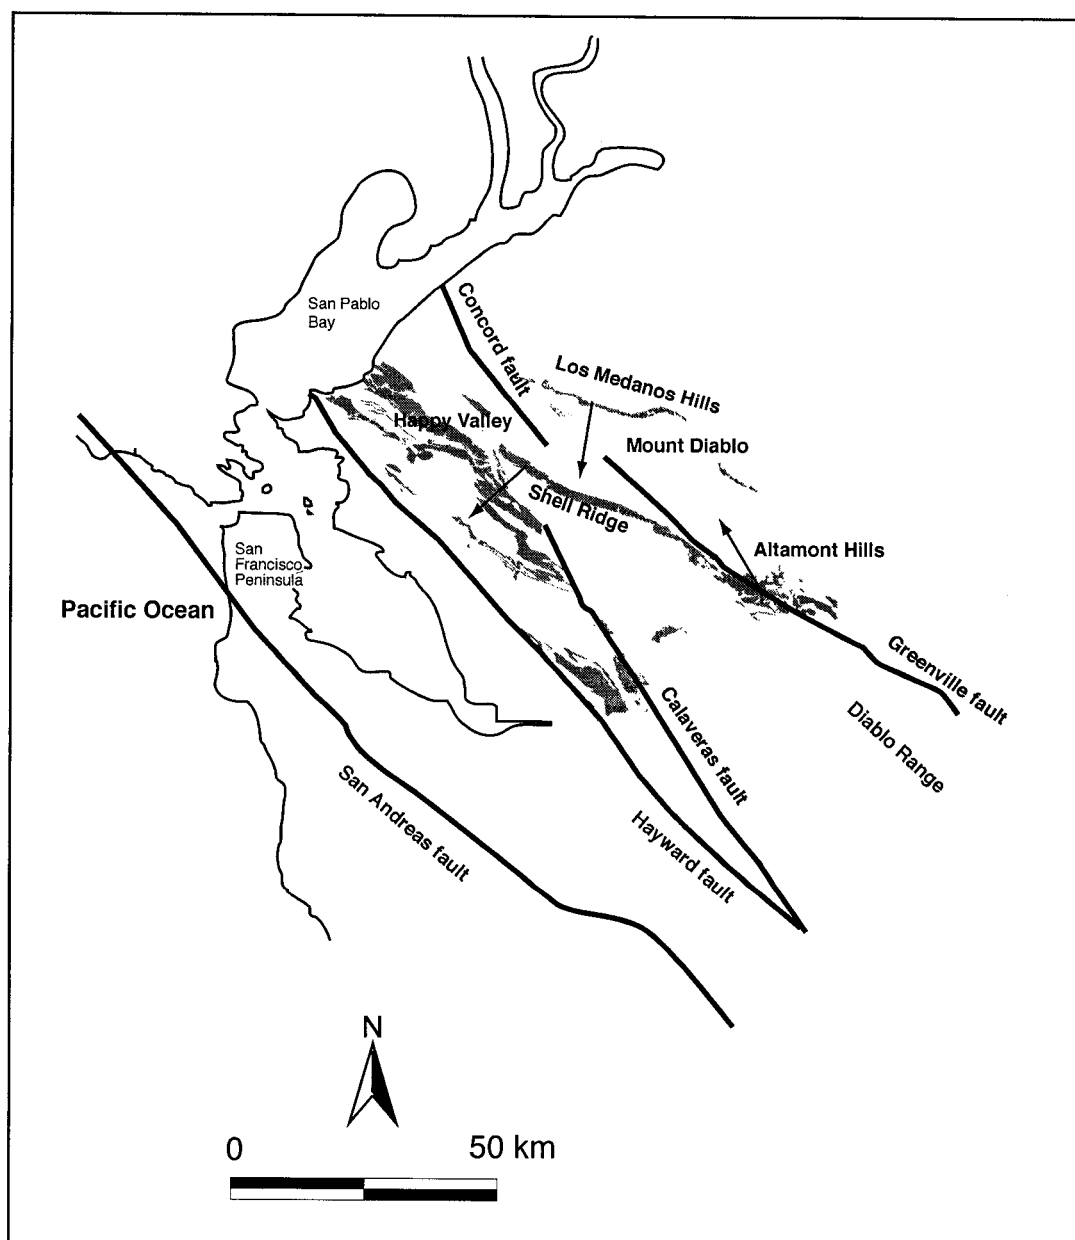 San Pablo
Bay
Concord fault
Los Medanos Hills
Happy Valley
Mount Diablo
Shell Ridge
San
Francisco
Peninsula
Altamont Hills
Pacific Ocean
Greenville fault
Diablo Range
Calaveras fault
San Andreas fault
Hayward fault
N
0
50 km